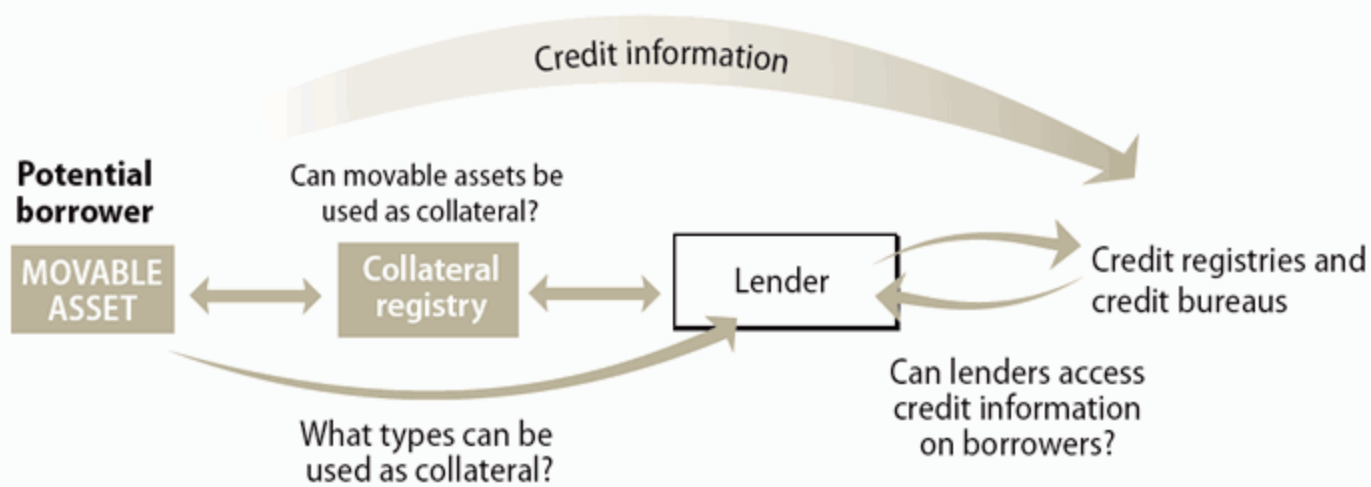 Credit information
Potential
borrower
MOVABLE
ASSET
Can movable assets be
used as collateral?
Collateral
registry
What types can be
used as collateral?
Lender
Credit registries and
credit bureaus
Can lenders access
credit information
on borrowers?